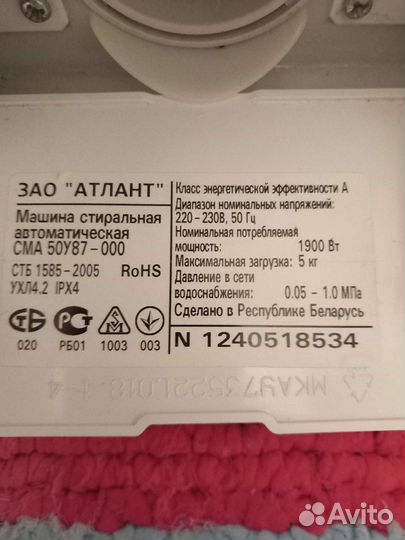 ЗАО "АТЛАНТ"
Машина стиральная
автоматическая
СМА 50У87-000
СТБ 1585-2005 RoHS
УХЛ4.2 IPX4
020 РБ01 1003 003
Класс энергетической эффективности А
Диапазон номинальных напряжений:
220-230В, 50 Гц
Номинальная потребляемая
мощность: 1900 Вт
Максимальная загрузка: 5 кг
Давление в сети
водоснабжения: 0.05 - 1.0 МПа
Сделано в Республике Беларусь
N 1240518534
Avito